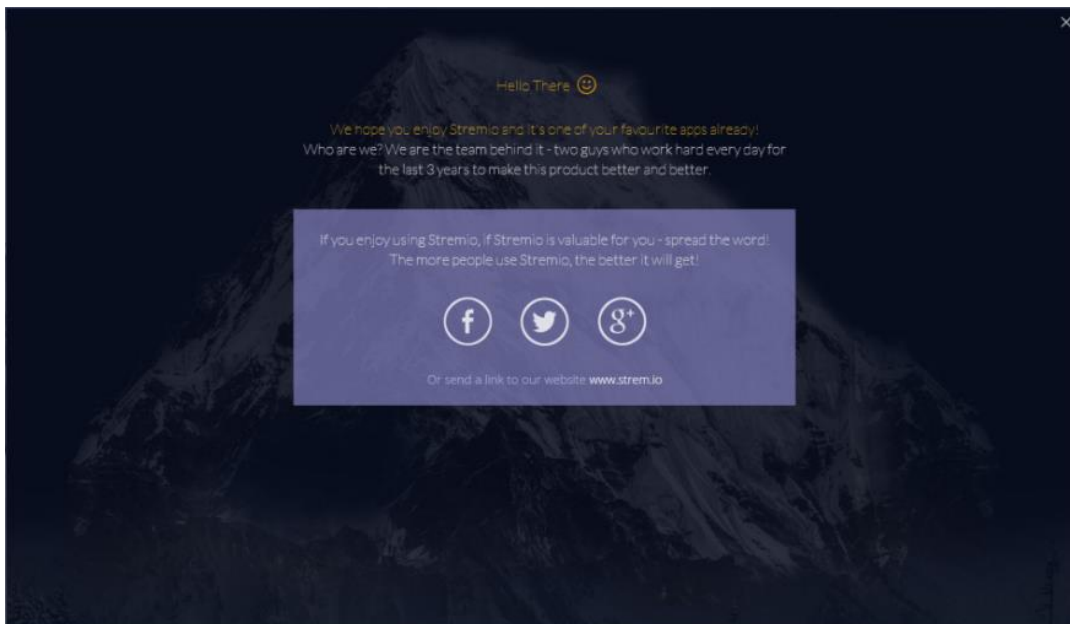 Hello There
We hope you enjoy Stremio and it's one of your favourite apps already!
Who are we? We are the team behind it - two guys who work hard every day for
the last 3 years to make this product better and better.
If you enjoy using Stremio, if Stremio is valuable for you - spread the word!
The more people use Stremio, the better it will get!
f g+
Or send a link to our website www.strem.io